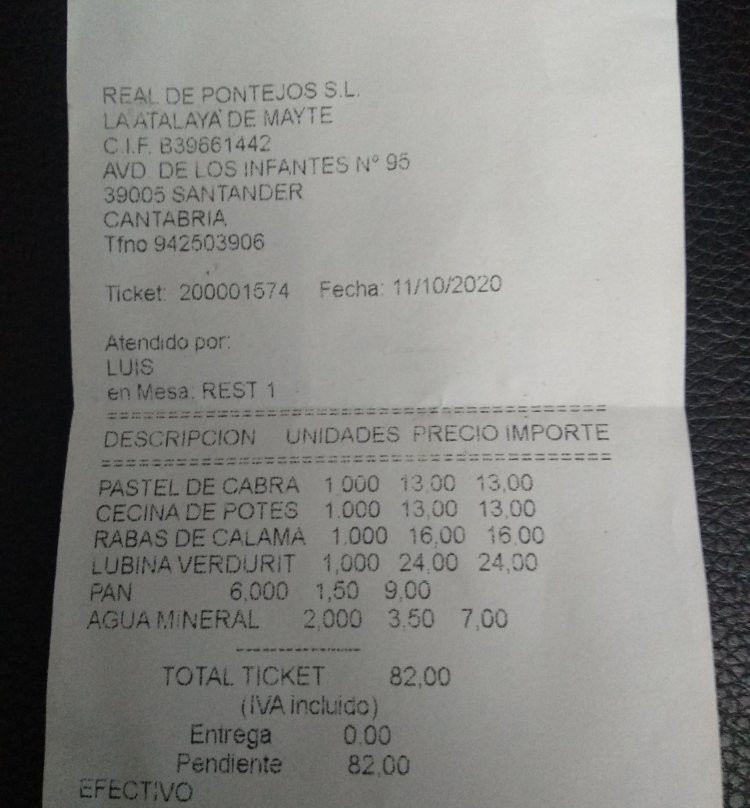 REAL DE PONTEJOS S.L.
LA ATALAYA DE MAYTE
C.I.F. B39661442
AVD. DE LOS INFANTES Nº 95
39005 SANTANDER
CANTABRIA
Tfno 942503906
Ticket: 200001574 Fecha: 11/10/2020
Atendido por:
LUIS
en Mesa: REST 1
DESCRIPCION UNIDADES PRECIO IMPORTE
PASTEL DE CABRA 1,000 13,00 13,00
CECINA DE POTES 1,000 13,00 13,00
RABAS DE CALAMA 1,000 16,00 16,00
LUBINA VERDURIT 1,000 24,00 24,00
PAN 6,000 1,50 9,00
AGUA MINERAL 2,000 3,50 7,00
TOTAL TICKET 82,00
(IVA incluido)
Entrega 0.00
Pendiente 82,00
EFECTIVO